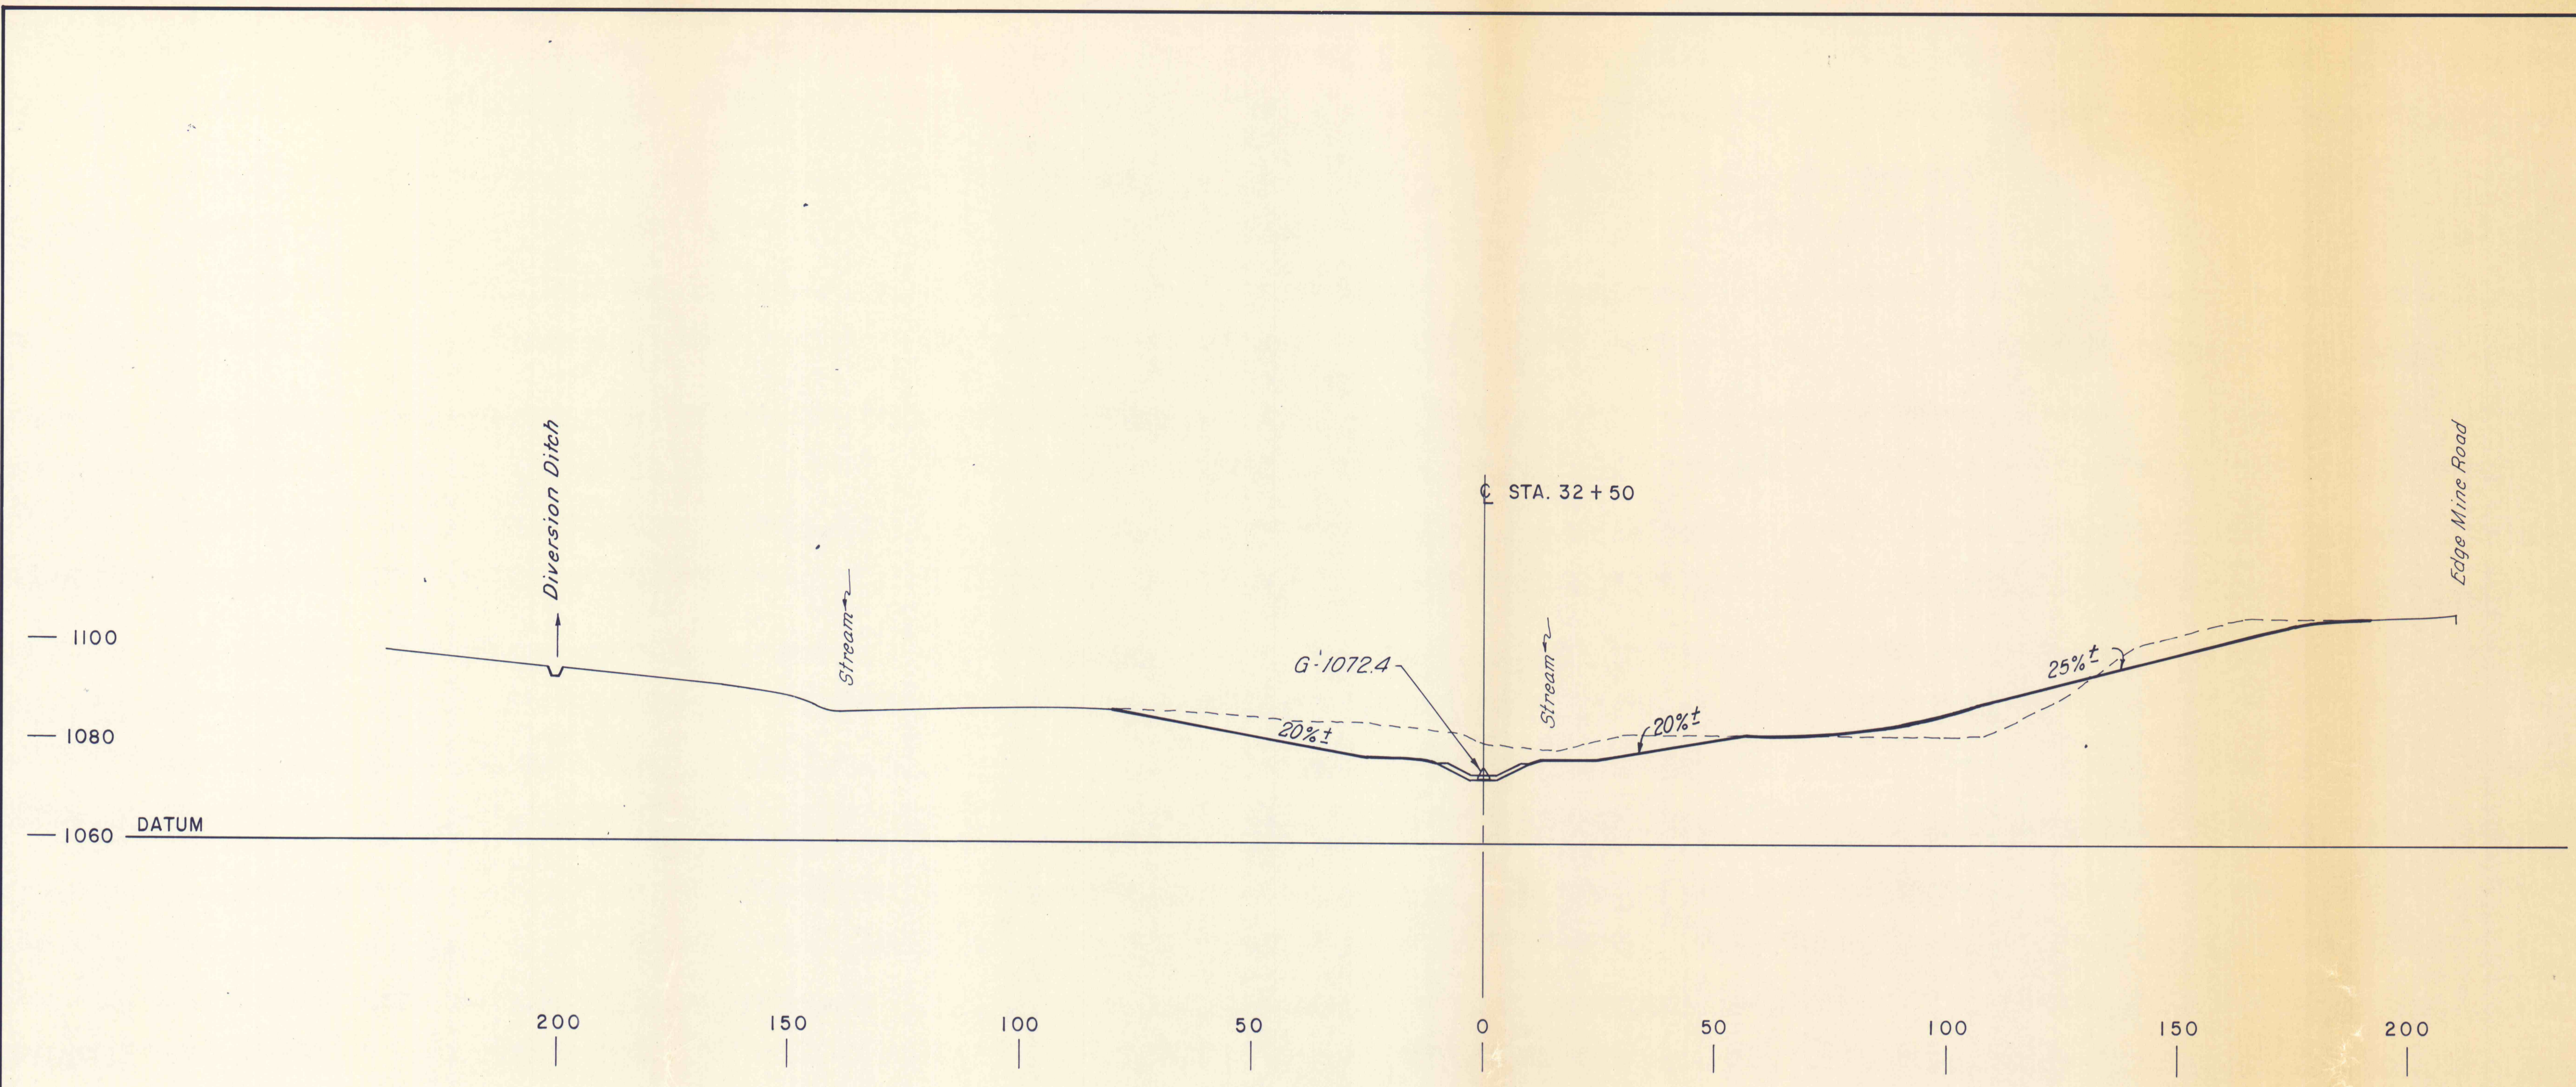 Diversion Ditch
Stream
℄ STA. 32 + 50
G-1072.4
Stream
Edge Mine Road
1100
1080
1060
DATUM
20%±
20%±
25%±
200
150
100
50
0
50
100
150
200